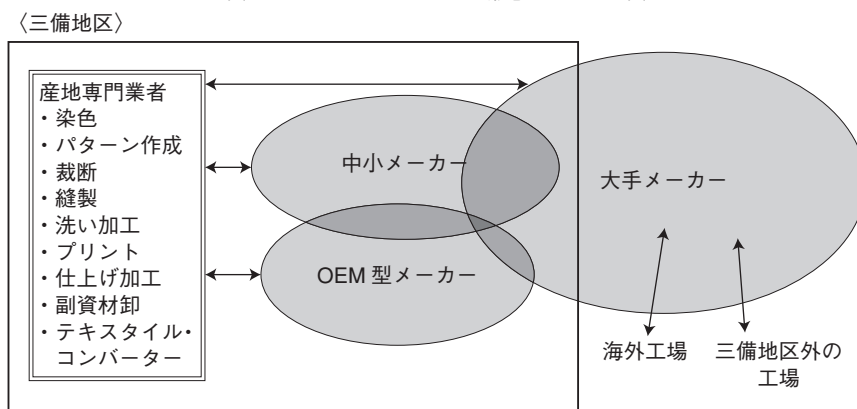 〈三備地区〉
産地専門業者
・染色
・パターン作成
・裁断
・縫製
・洗い加工
・プリント
・仕上げ加工
・副資材卸
・テキスタイル・
コンバーター
中小メーカー
OEM 型メーカー
大手メーカー
海外工場
三備地区外の
工場